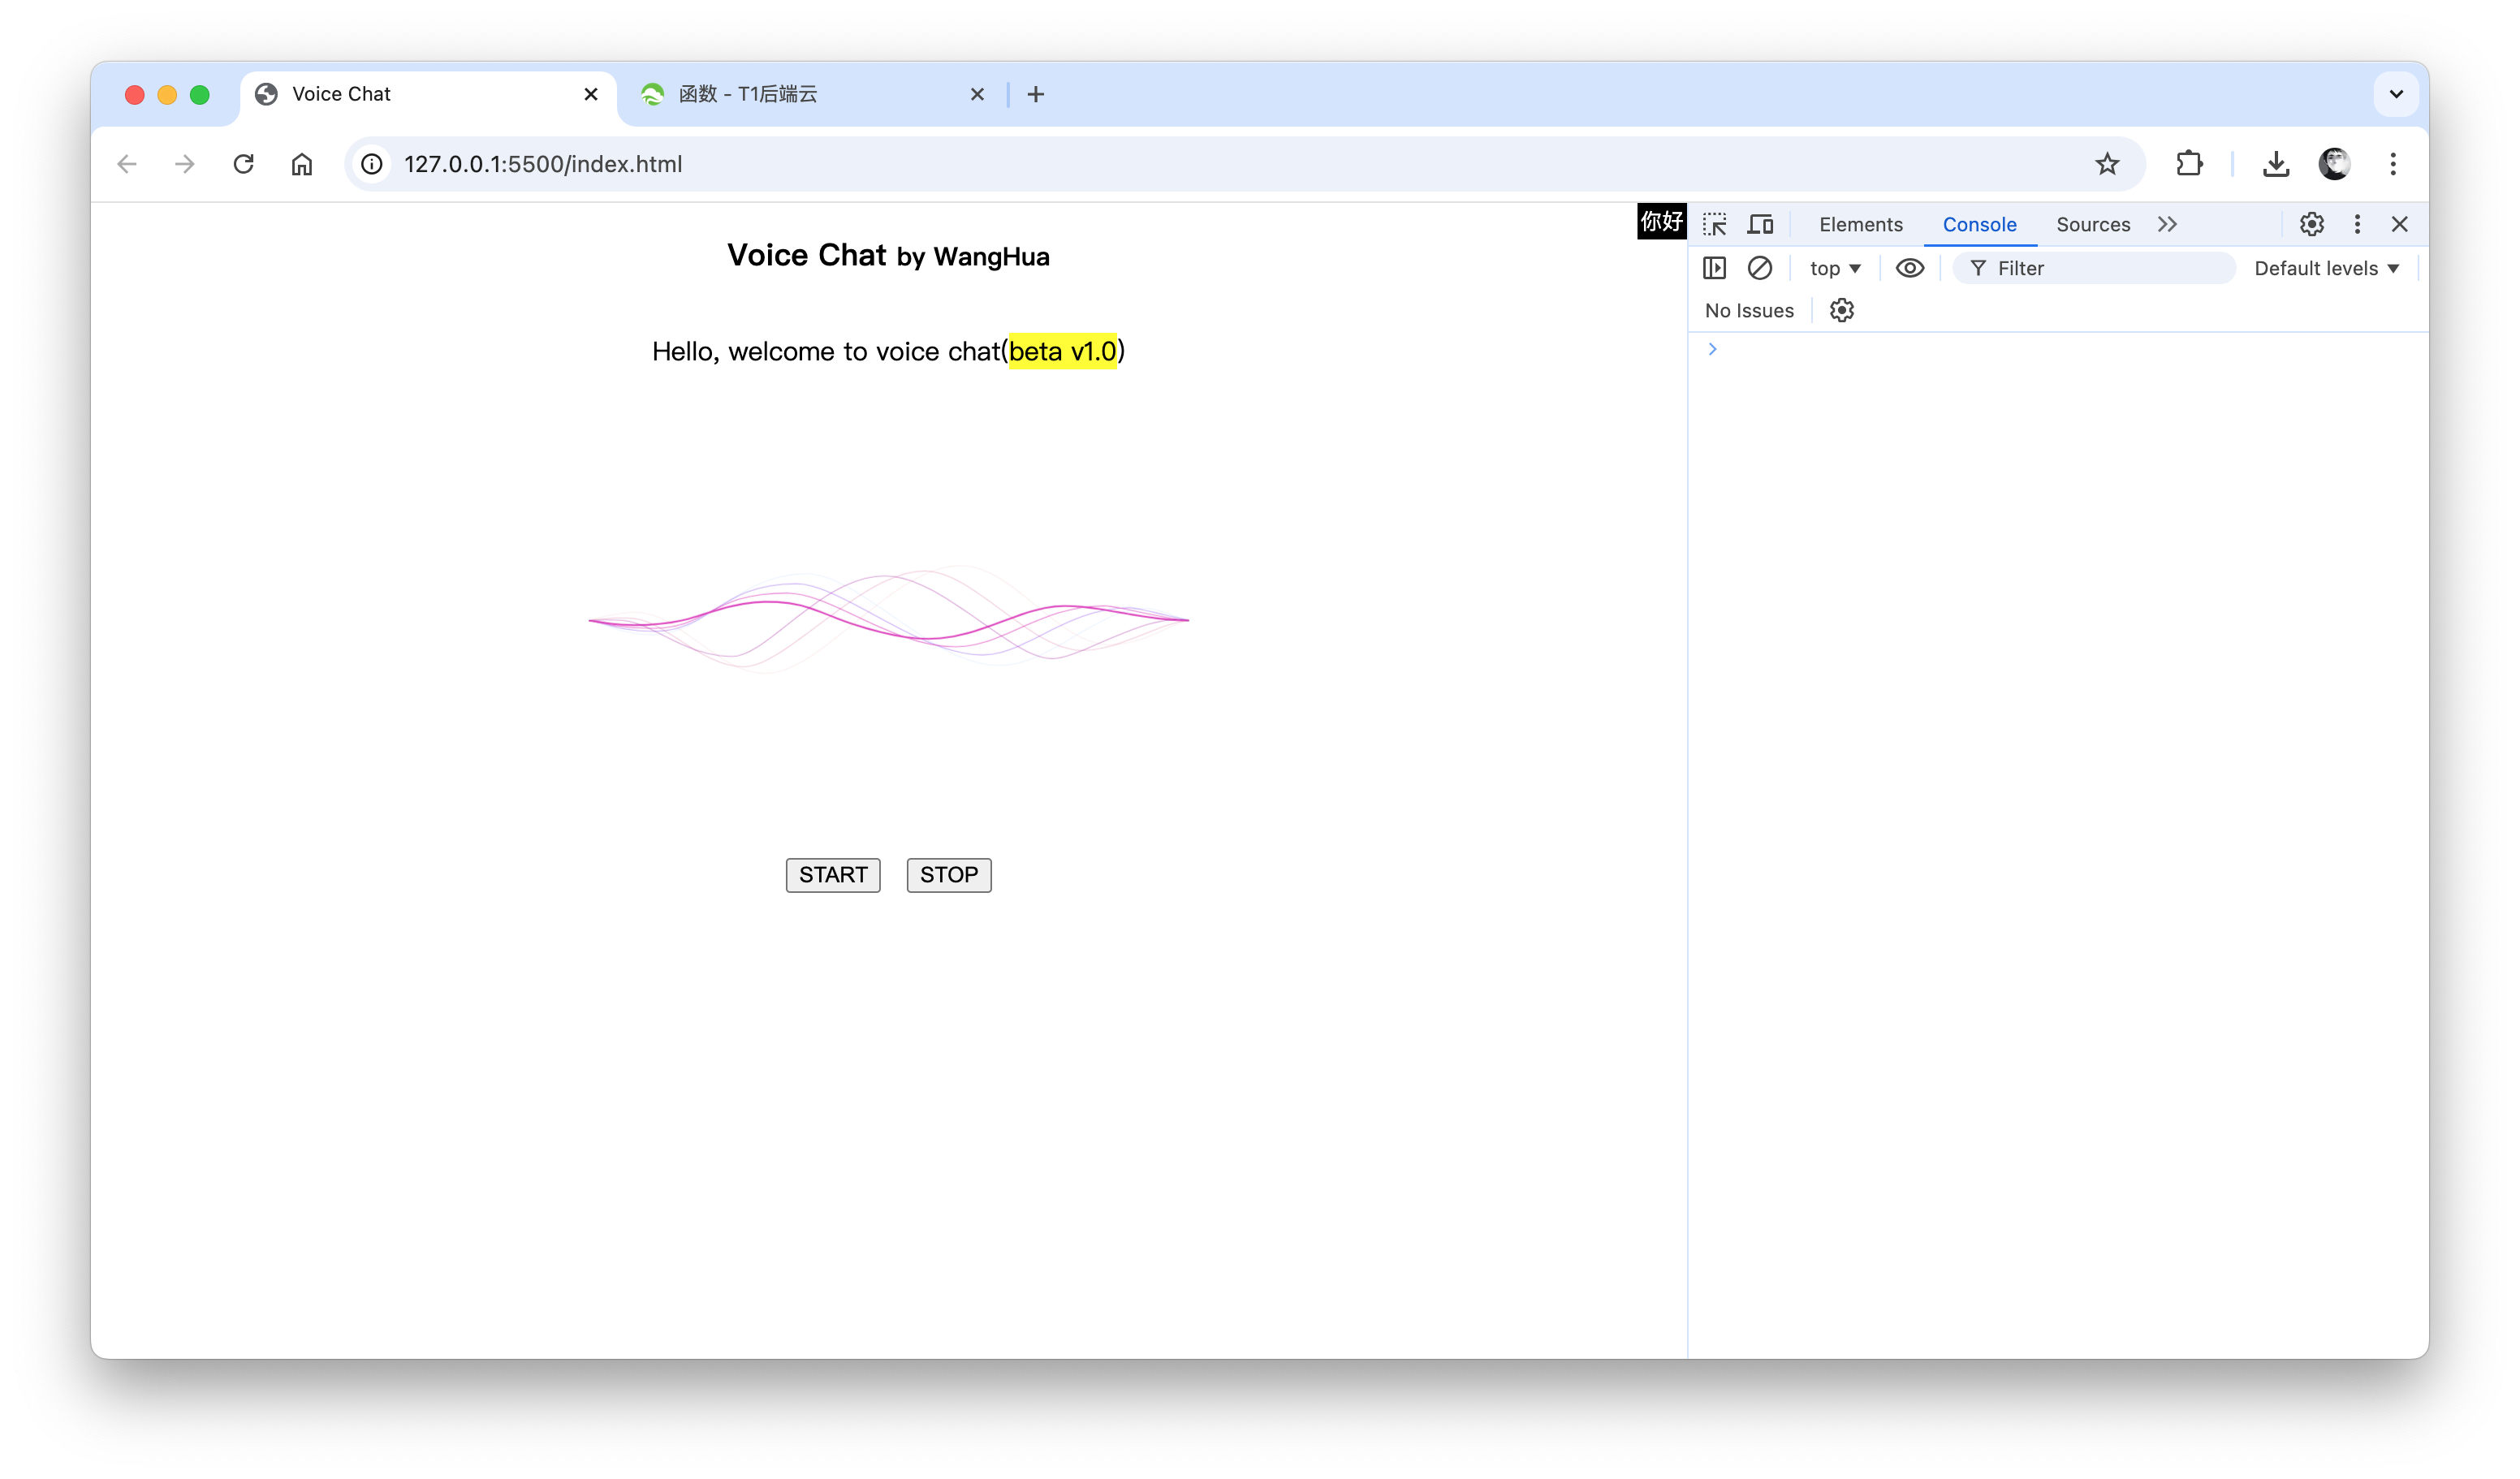 Voice Chat
函数 - T1后端云
127.0.0.1:5500/index.html
Voice Chat by WangHua
你好
Hello, welcome to voice chat(beta v1.0)
START
STOP
Elements
Console
Sources
top
Filter
Default levels
No Issues